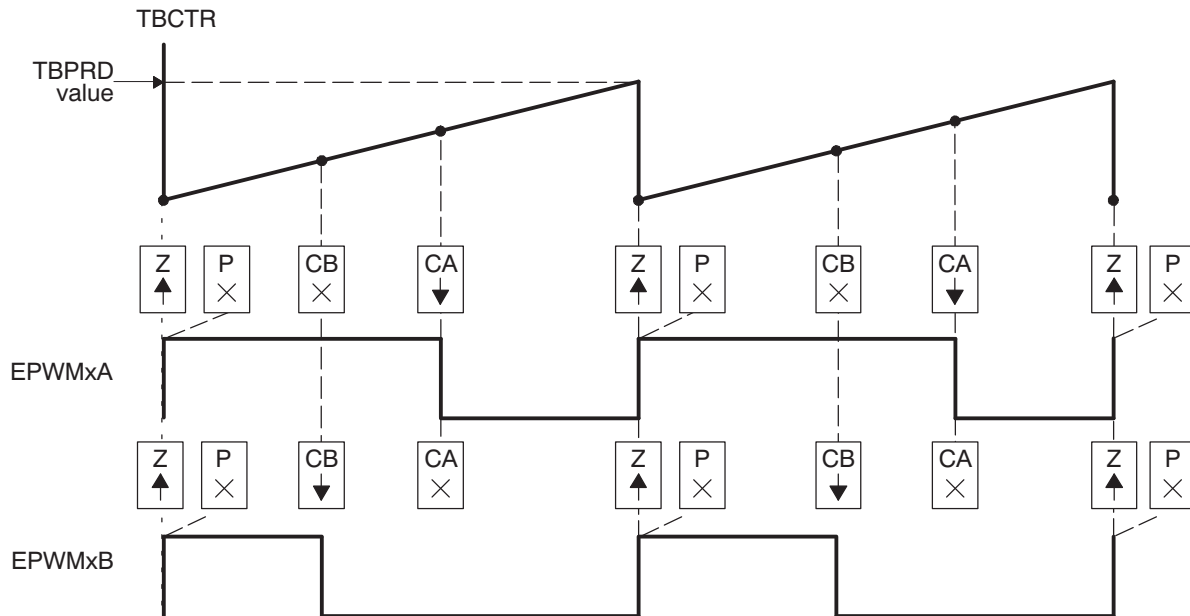 TBCTR
TBPRD
value
Z P CB CA Z P CB CA Z P
EPWMxA
Z P CB CA Z P CB CA Z P
EPWMxB